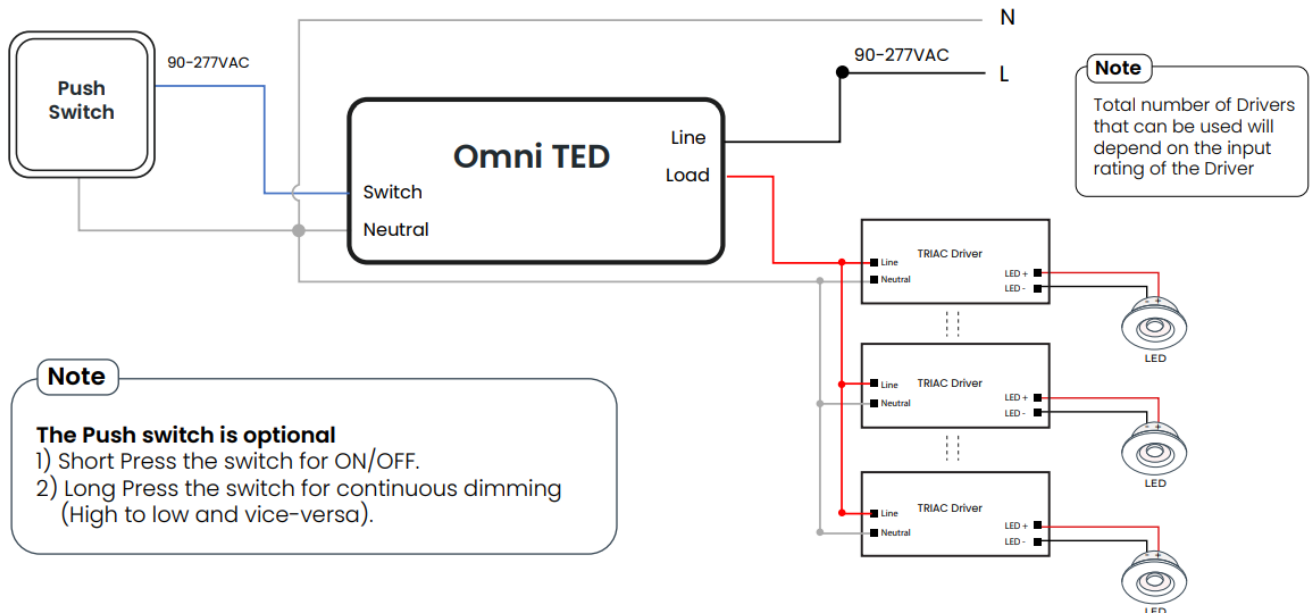 N
90-277VAC
L
90-277VAC
Push
Switch
Note
Total number of Drivers
that can be used will
depend on the input
rating of the Driver
Omni TED
Line
Load
Switch
Neutral
TRIAC Driver
Line
Neutral
LED +
LED -
- +
LED
TRIAC Driver
Line
Neutral
LED +
LED -
- +
LED
TRIAC Driver
Line
Neutral
LED +
LED -
- +
LED
Note
The Push switch is optional
1) Short Press the switch for ON/OFF.
2) Long Press the switch for continuous dimming
(High to low and vice-versa).